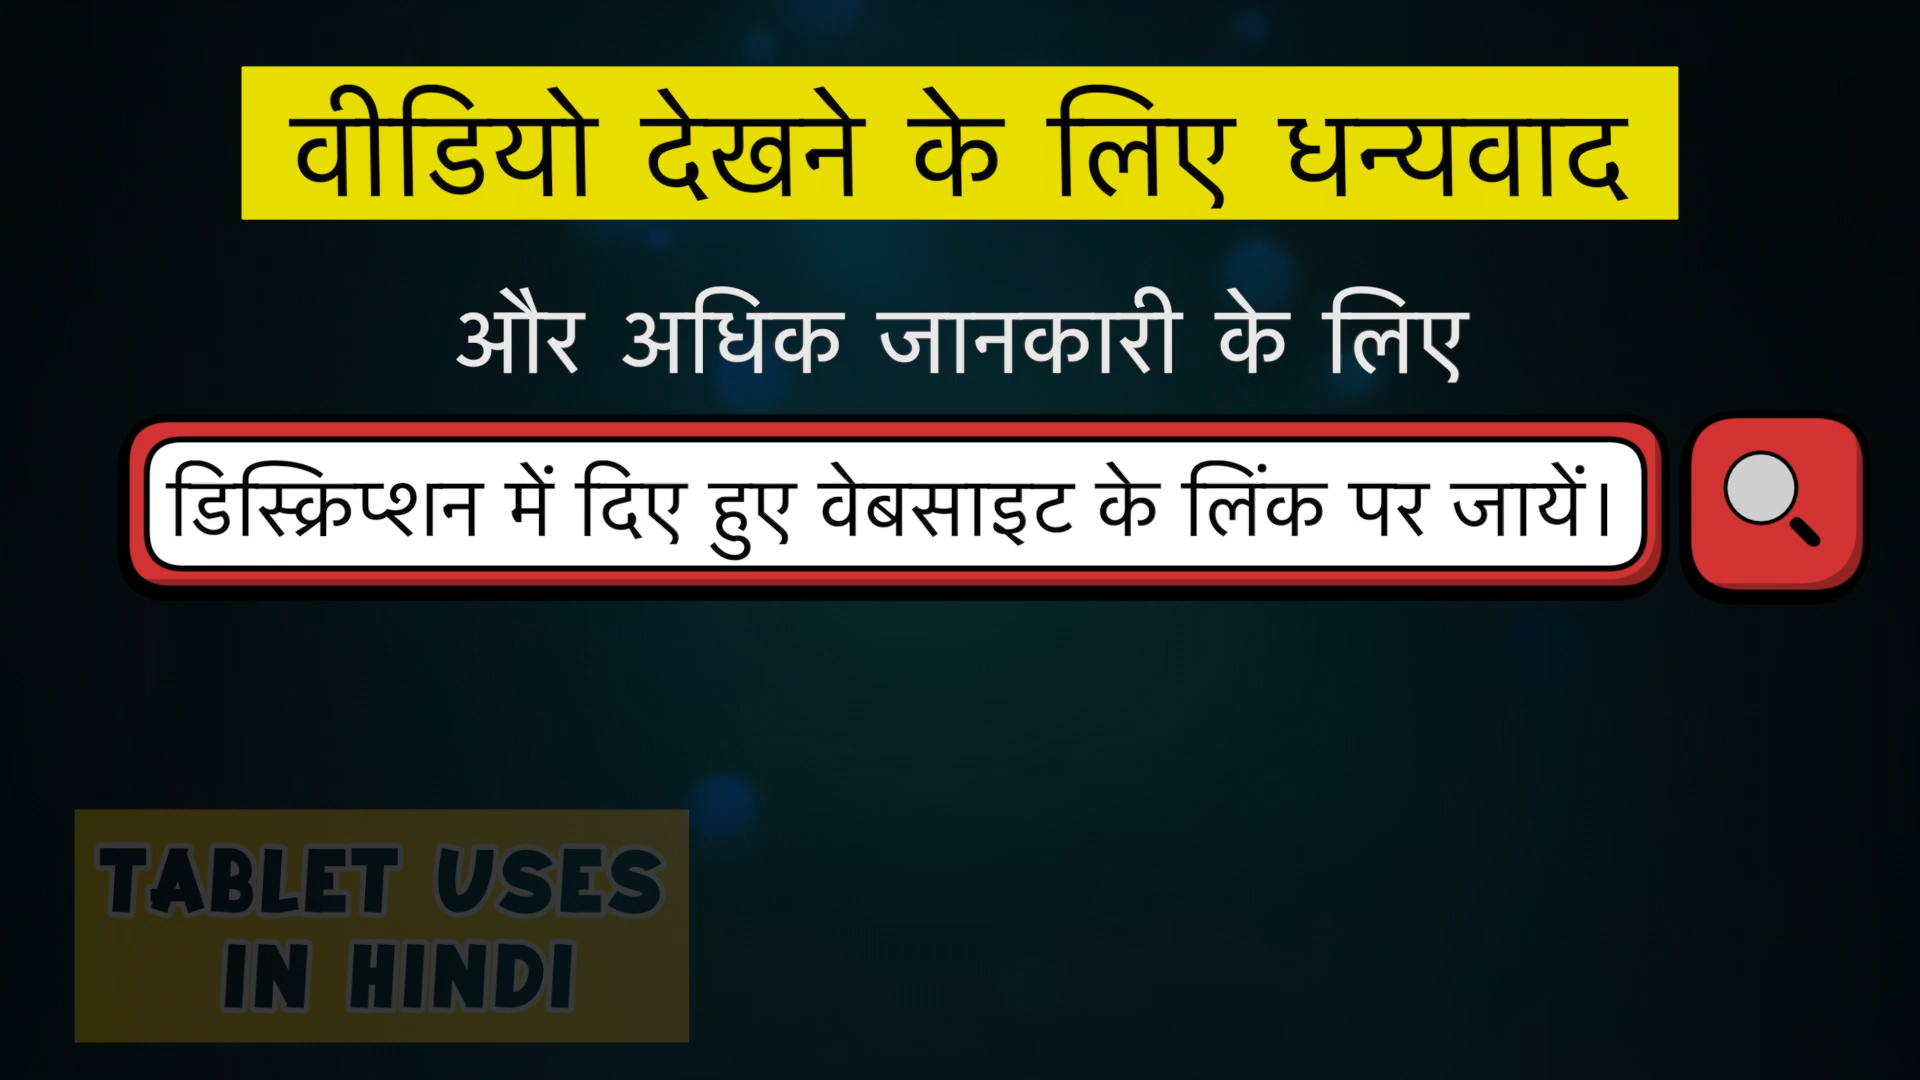 वीडियो देखने के लिए धन्यवाद
और अधिक जानकारी के लिए
डिस्क्रिप्शन में दिए हुए वेबसाइट के लिंक पर जायें।
TABLET USES
IN HINDI